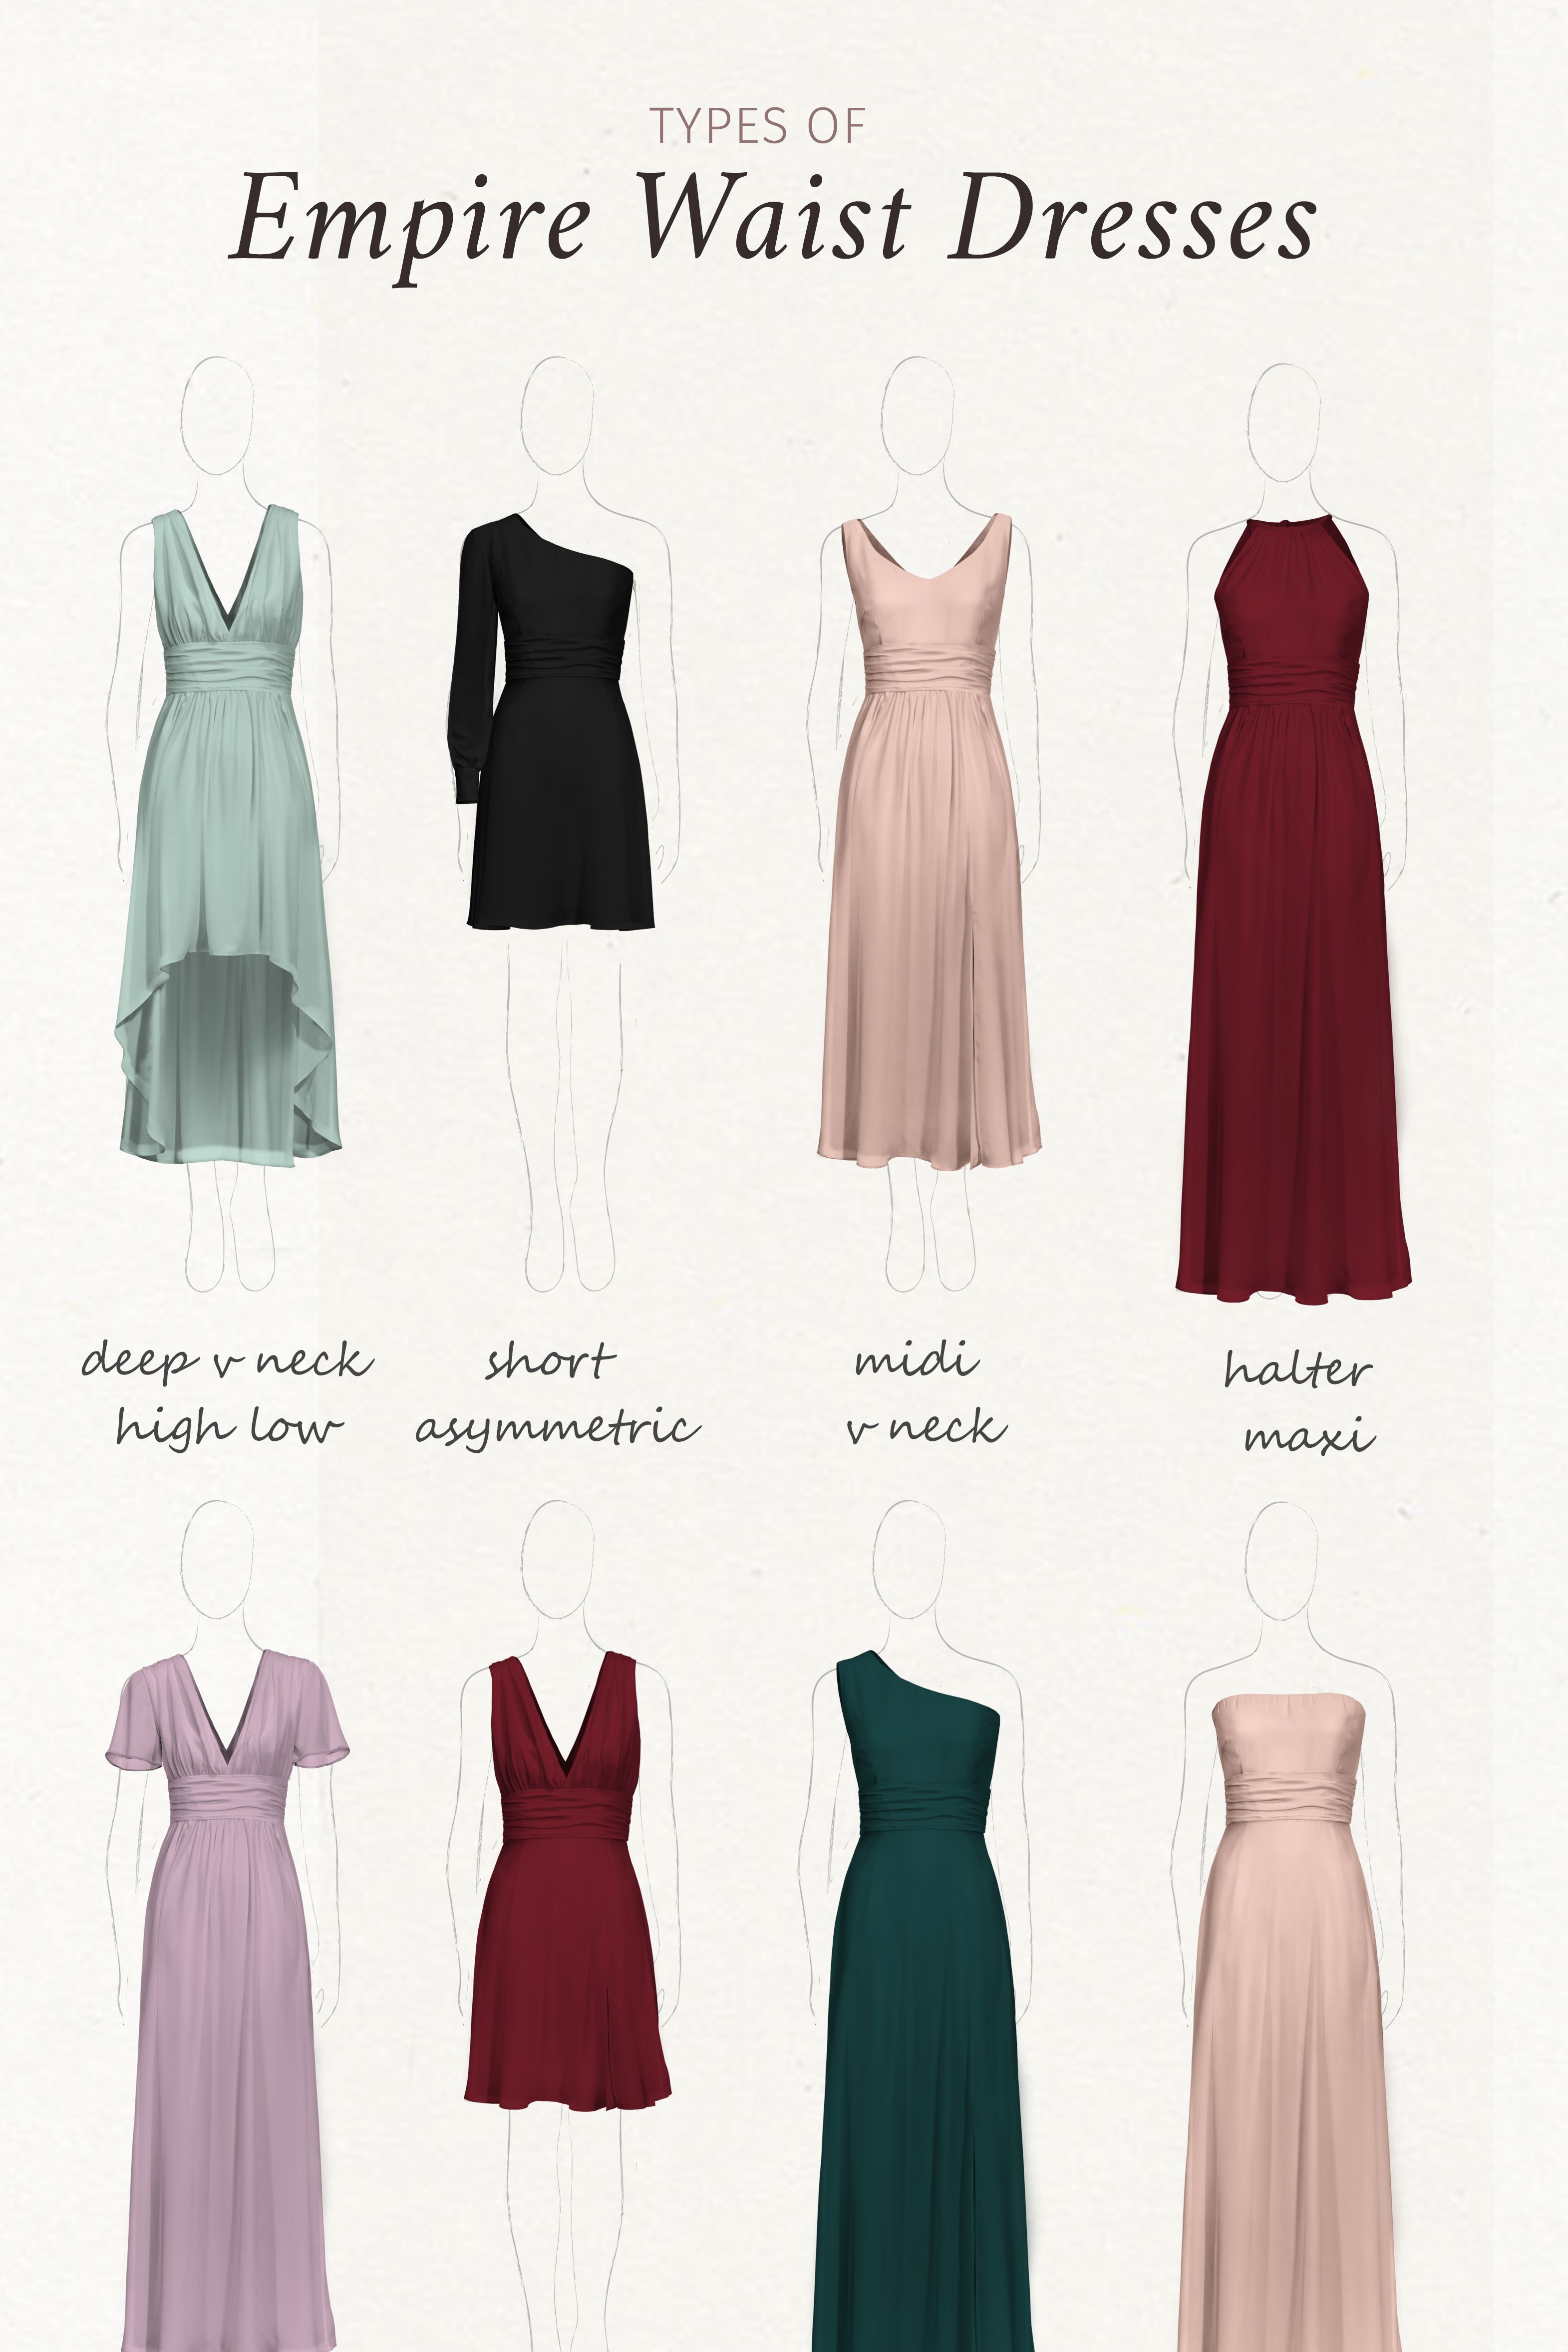 TYPES OF
Empire Waist Dresses
deep v neck
high low
short
asymmetric
midi
v neck
halter
maxi